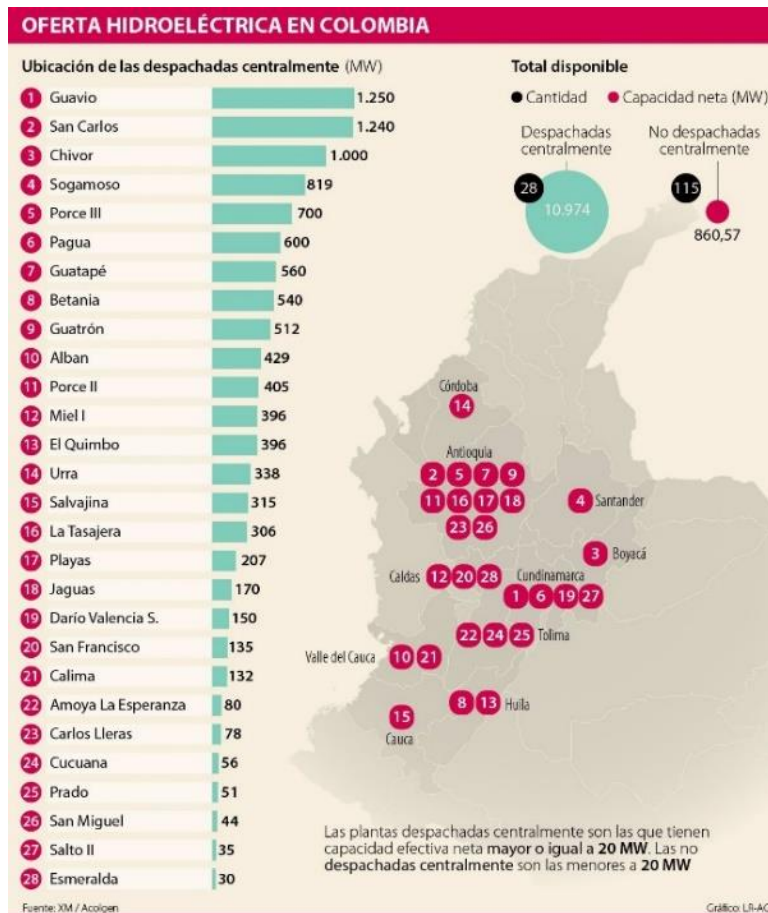 OFERTA HIDROELÉCTRICA EN COLOMBIA
Ubicación de las despachadas centralmente (MW)
1 Guavio 1.250
2 San Carlos 1.240
3 Chivor 1.000
4 Sogamoso 819
5 Porce III 700
6 Pagua 600
7 Guatapé 560
8 Betania 540
9 Guatrón 512
10 Alban 429
11 Porce II 405
12 Miel I 396
13 El Quimbo 396
14 Urra 338
15 Salvajina 315
16 La Tasajera 306
17 Playas 207
18 Jaguas 170
19 Darío Valencia S. 150
20 San Francisco 135
21 Calima 132
22 Amoya La Esperanza 80
23 Carlos Lleras 78
24 Cucuana 56
25 Prado 51
26 San Miguel 44
27 Salto II 35
28 Esmeralda 30
Total disponible
Cantidad Capacidad neta (MW)
Despachadas
centralmente
28
10.974
No despachadas
centralmente
115
860,57
Córdoba
14
Antioquia
2 5 7 9
11 16 17 18
23 26
4 Santander
3 Boyacá
Caldas 12 20 28
Cundinamarca
1 6 19 27
22 24 25 Tolima
Valle del Cauca 10 21
8 13 Huila
15
Cauca
Las plantas despachadas centralmente son las que tienen
capacidad efectiva neta mayor o igual a 20 MW. Las no
despachadas centralmente son las menores a 20 MW
Fuente: XM / Acolgen
Gráfico: LR-AG